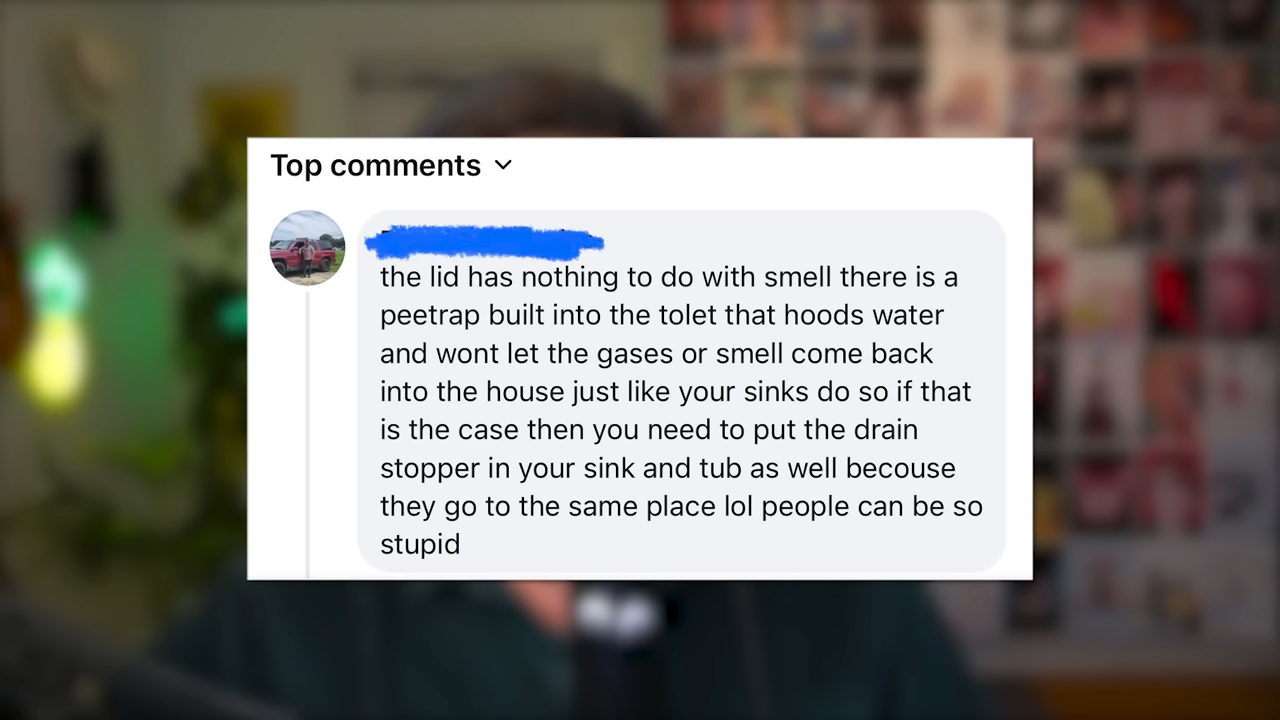 Top comments
the lid has nothing to do with smell there is a
peetrap built into the tolet that hoods water
and wont let the gases or smell come back
into the house just like your sinks do so if that
is the case then you need to put the drain
stopper in your sink and tub as well becouse
they go to the same place lol people can be so
stupid